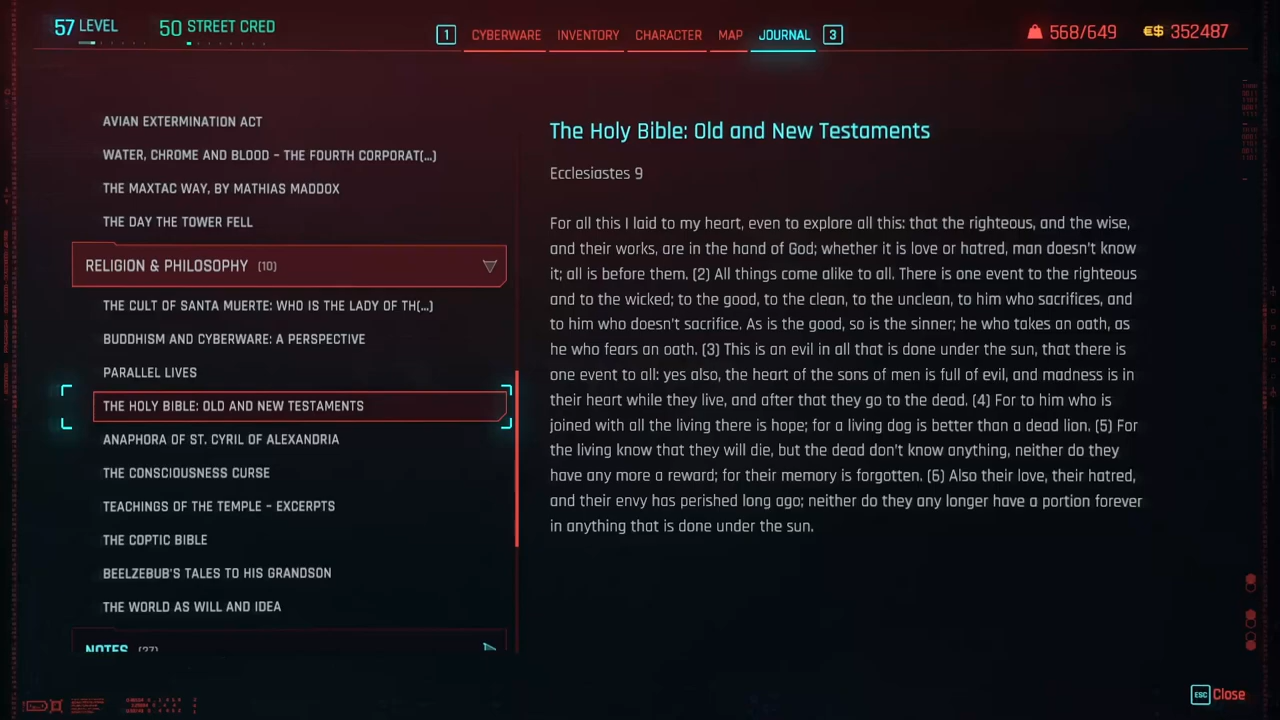 57 LEVEL
50 STREET CRED
1 CYBERWARE INVENTORY CHARACTER MAP JOURNAL 3
568/649
€$ 352487
AVIAN EXTERMINATION ACT
WATER, CHROME AND BLOOD – THE FOURTH CORPORAT(...)
THE MAXTAC WAY, BY MATHIAS MADDOX
THE DAY THE TOWER FELL
RELIGION & PHILOSOPHY (10)
THE CULT OF SANTA MUERTE: WHO IS THE LADY OF TH(...)
BUDDHISM AND CYBERWARE: A PERSPECTIVE
PARALLEL LIVES
THE HOLY BIBLE: OLD AND NEW TESTAMENTS
ANAPHORA OF ST. CYRIL OF ALEXANDRIA
THE CONSCIOUSNESS CURSE
TEACHINGS OF THE TEMPLE – EXCERPTS
THE COPTIC BIBLE
BEELZEBUB'S TALES TO HIS GRANDSON
THE WORLD AS WILL AND IDEA
NOTES (27)
The Holy Bible: Old and New Testaments
Ecclesiastes 9
For all this I laid to my heart, even to explore all this: that the righteous, and the wise,
and their works, are in the hand of God; whether it is love or hatred, man doesn't know
it; all is before them. (2) All things come alike to all. There is one event to the righteous
and to the wicked; to the good, to the clean, to the unclean, to him who sacrifices, and
to him who doesn't sacrifice. As is the good, so is the sinner; he who takes an oath, as
he who fears an oath. (3) This is an evil in all that is done under the sun, that there is
one event to all: yes also, the heart of the sons of men is full of evil, and madness is in
their heart while they live, and after that they go to the dead. (4) For to him who is
joined with all the living there is hope; for a living dog is better than a dead lion. (5) For
the living know that they will die, but the dead don't know anything, neither do they
have any more a reward; for their memory is forgotten. (6) Also their love, their hatred,
and their envy has perished long ago; neither do they any longer have a portion forever
in anything that is done under the sun.
ESC Close